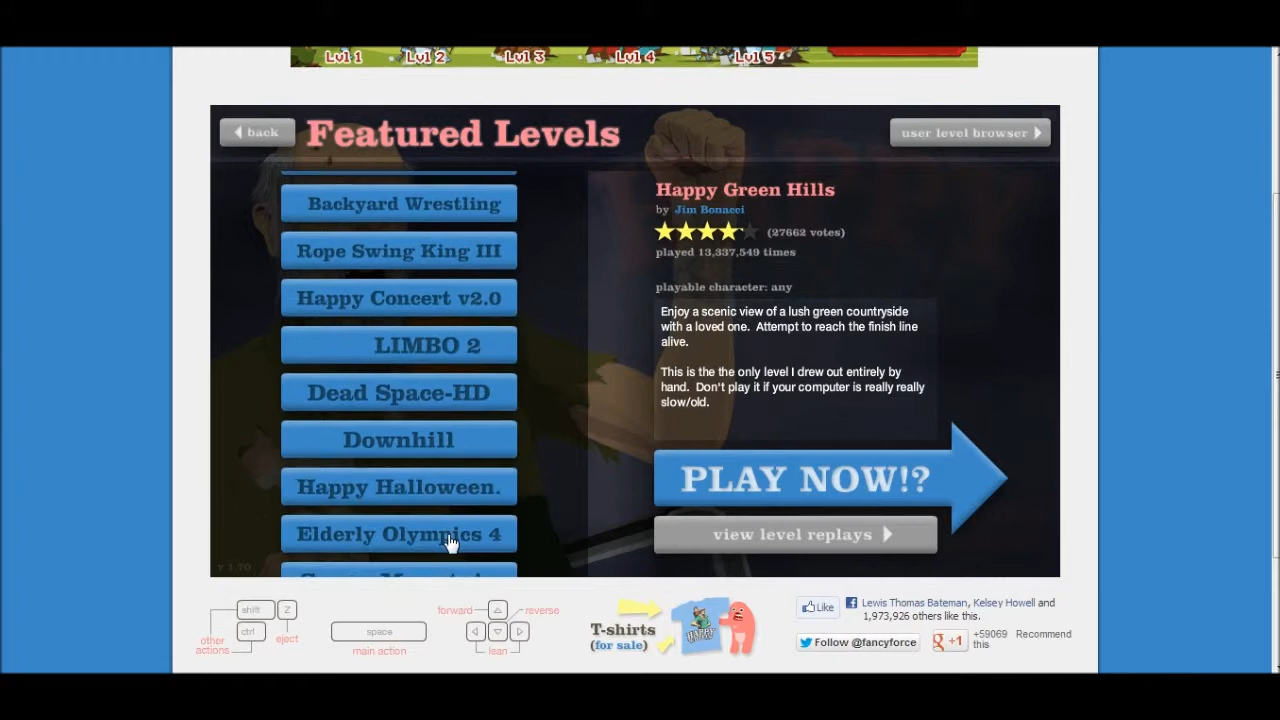 Lvl 1 Lvl 2 Lvl 3 Lvl 4 Lvl 5
back
Featured Levels
user level browser
Backyard Wrestling
Rope Swing King III
Happy Concert v2.0
LIMBO 2
Dead Space-HD
Downhill
Happy Halloween.
Elderly Olympics 4
Happy Green Hills
by Jim Bonacci
(27662 votes)
played 13,337,549 times
playable character: any
Enjoy a scenic view of a lush green countryside
with a loved one. Attempt to reach the finish line
alive.
This is the the only level I drew out entirely by
hand. Don't play it if your computer is really really
slow/old.
PLAY NOW!?
view level replays
v 1.70
shift Z
ctrl
other
actions
eject
space
main action
forward
reverse
lean
T-shirts
(for sale)
Like
Lewis Thomas Bateman, Kelsey Howell and
1,973,926 others like this.
Follow @fancyforce
g +1
+59069 Recommend
this